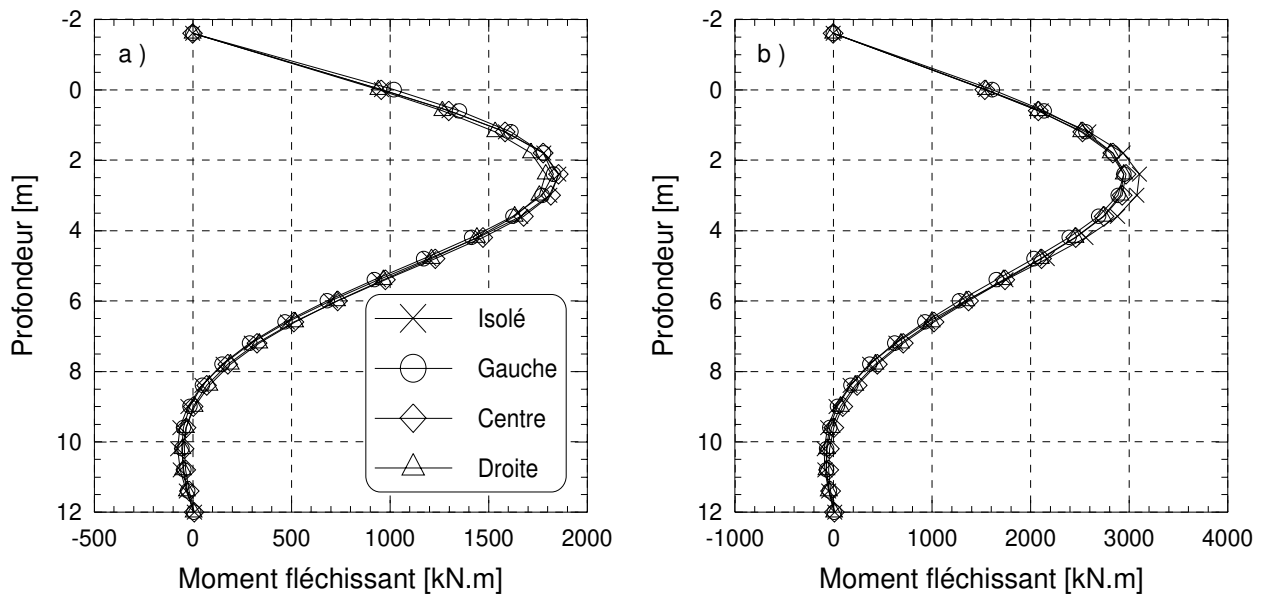 a )
-2
0
2
4
6
8
10
12
Profondeur [m]
-500
0
500
1000
1500
2000
Moment fléchissant [kN.m]
Isolé
Gauche
Centre
Droite
b )
-2
0
2
4
6
8
10
12
Profondeur [m]
-1000
0
1000
2000
3000
4000
Moment fléchissant [kN.m]